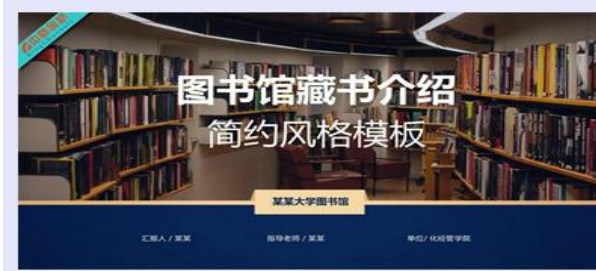 图书馆藏书介绍
简约风格模板
某某大学图书馆
汇报人 / 某某
指导老师 / 某某
单位/ 化经管学院